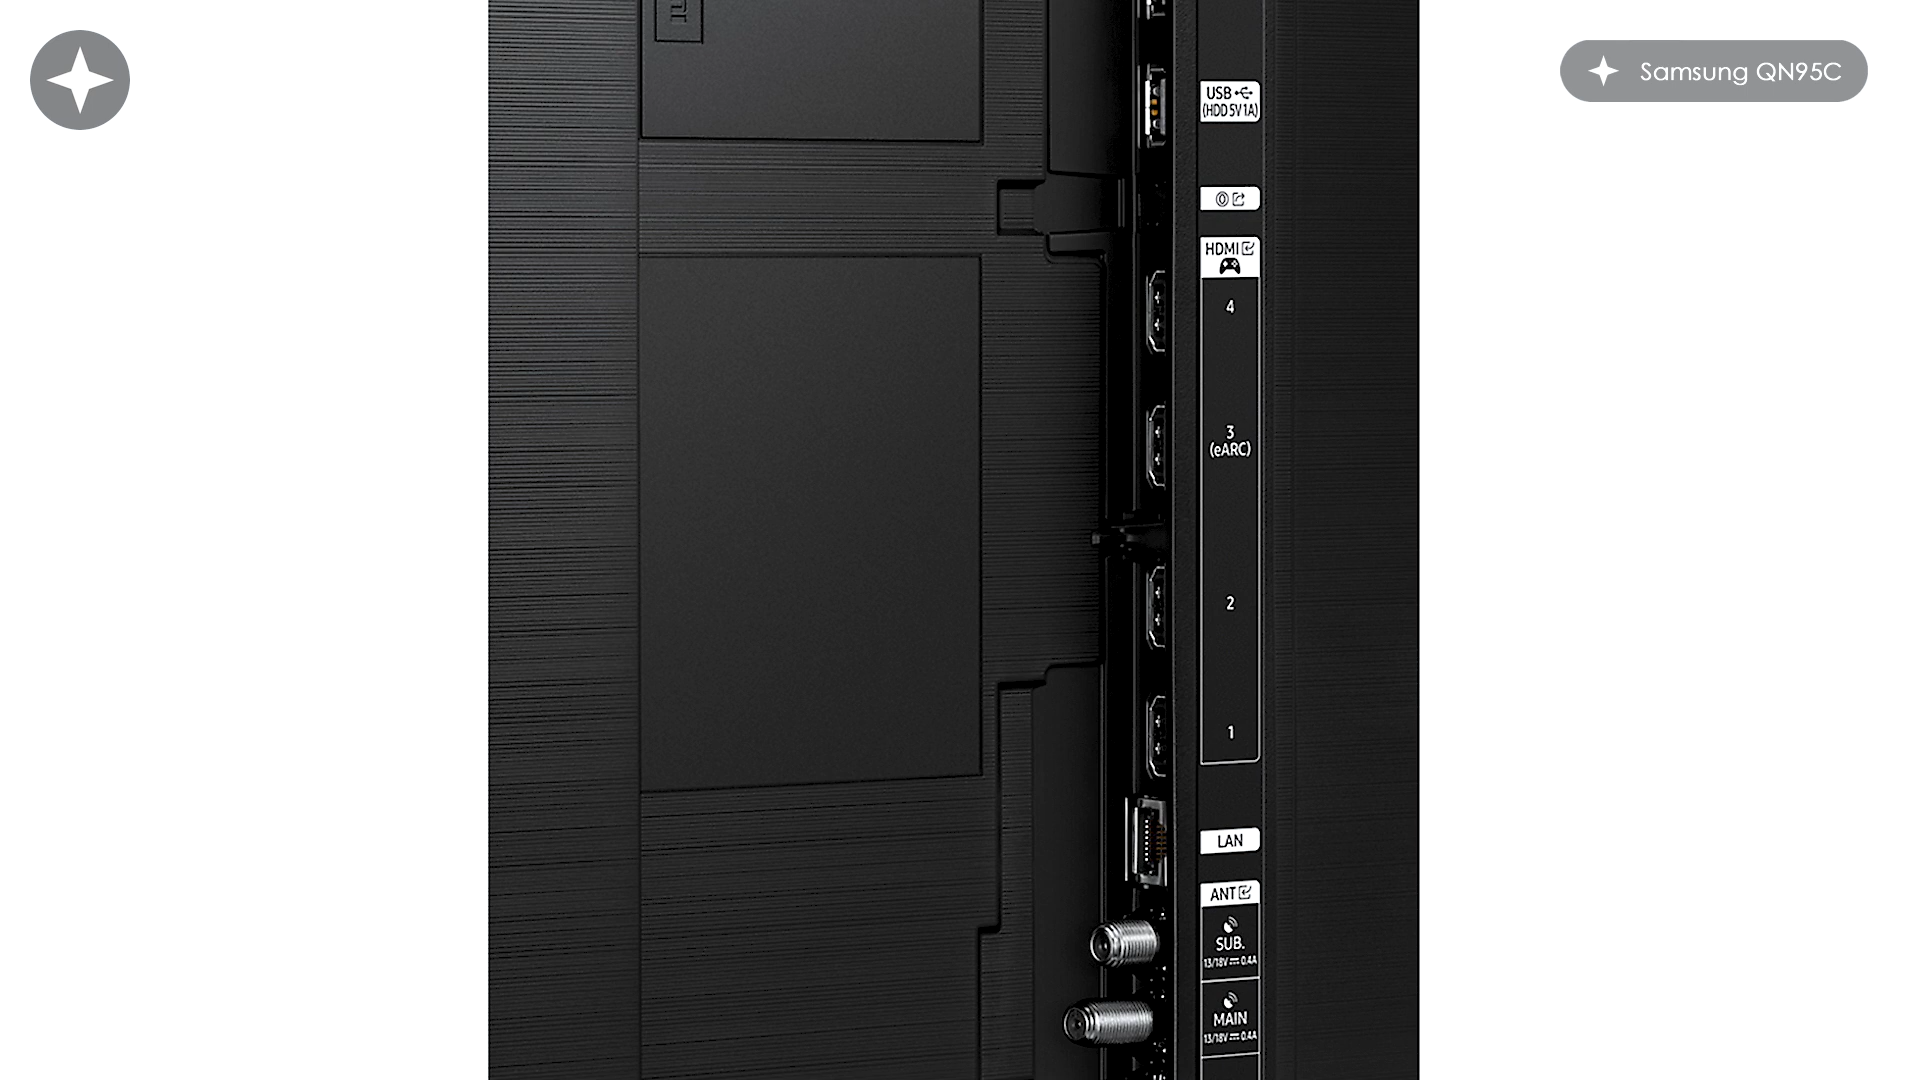 Samsung QN95C
USB
(HDD 5V 1A)
HDMI
4
3
(eARC)
2
1
LAN
ANT
SUB.
13/18V 0.4A
MAIN
13/18V 0.4A